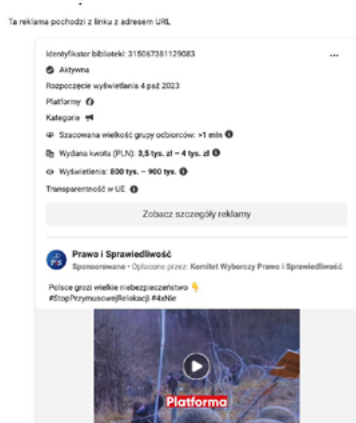 Ta reklama pochodzi z linku z adresem URL
Identyfikator biblioteki: 315067381129083
Aktywna
Rozpoczęcie wyświetlania 4 paź 2023
Platformy
Kategorie
Szacowana wielkość grupy odbiorców: >1 mln
Wydana kwota (PLN): 3,5 tys. zł – 4 tys. zł
Wyświetlenia: 800 tys. – 900 tys.
Transparentność w UE
Zobacz szczegóły reklamy
Prawo i Sprawiedliwość
Sponsorowane • Opłacone przez: Komitet Wyborczy Prawo i Sprawiedliwość
Polsce grozi wielkie niebezpieczeństwo 👇
#StopPrzymusowejRelokacji #4xNie
Platforma